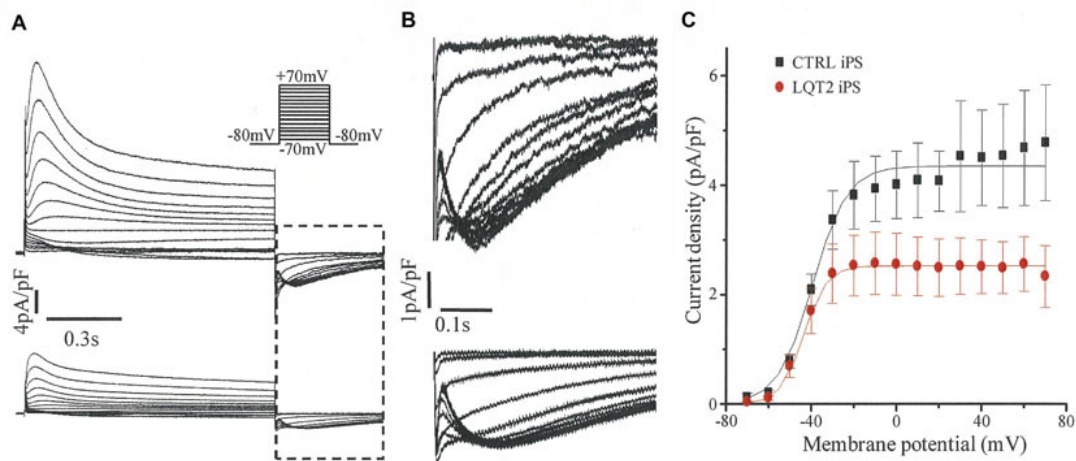 A
+70mV
-80mV
-80mV
-70mV
4pA/pF
0.3s
B
1pA/pF
0.1s
C
CTRL iPS
LQT2 iPS
Current density (pA/pF)
6
4
2
0
-80
-40
0
40
80
Membrane potential (mV)